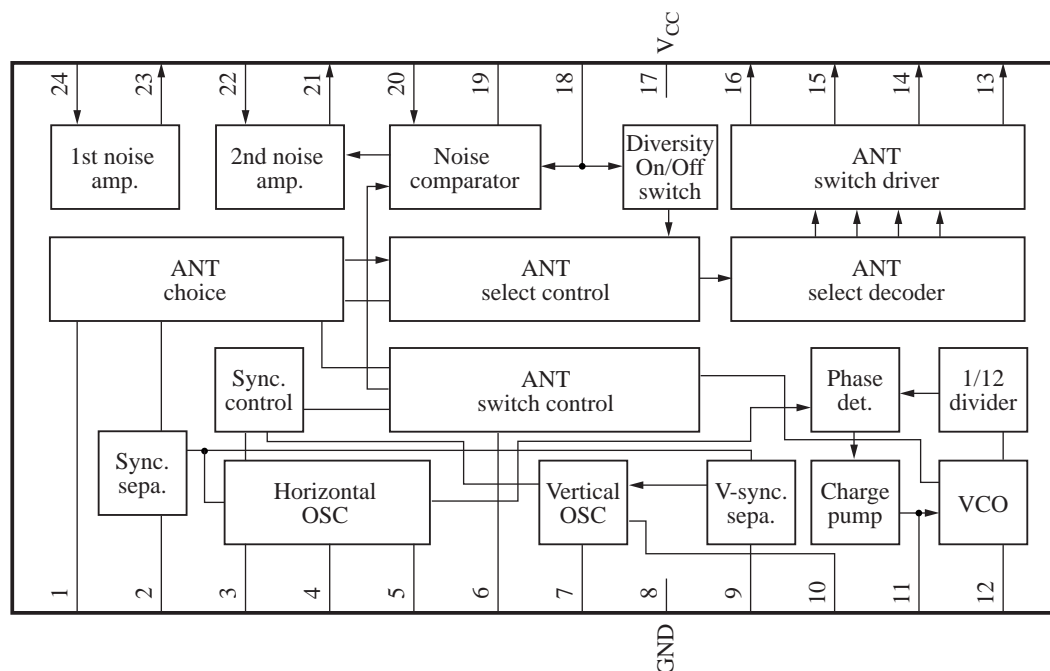 VCC
24
23
22
21
20
19
18
17
16
15
14
13
1st noise
amp.
2nd noise
amp.
Noise
comparator
Diversity
On/Off
switch
ANT
switch driver
ANT
choice
ANT
select control
ANT
select decoder
Sync.
control
ANT
switch control
Phase
det.
1/12
divider
Sync.
sepa.
Horizontal
OSC
Vertical
OSC
V-sync.
sepa.
Charge
pump
VCO
1
2
3
4
5
6
7
8
9
10
11
12
GND